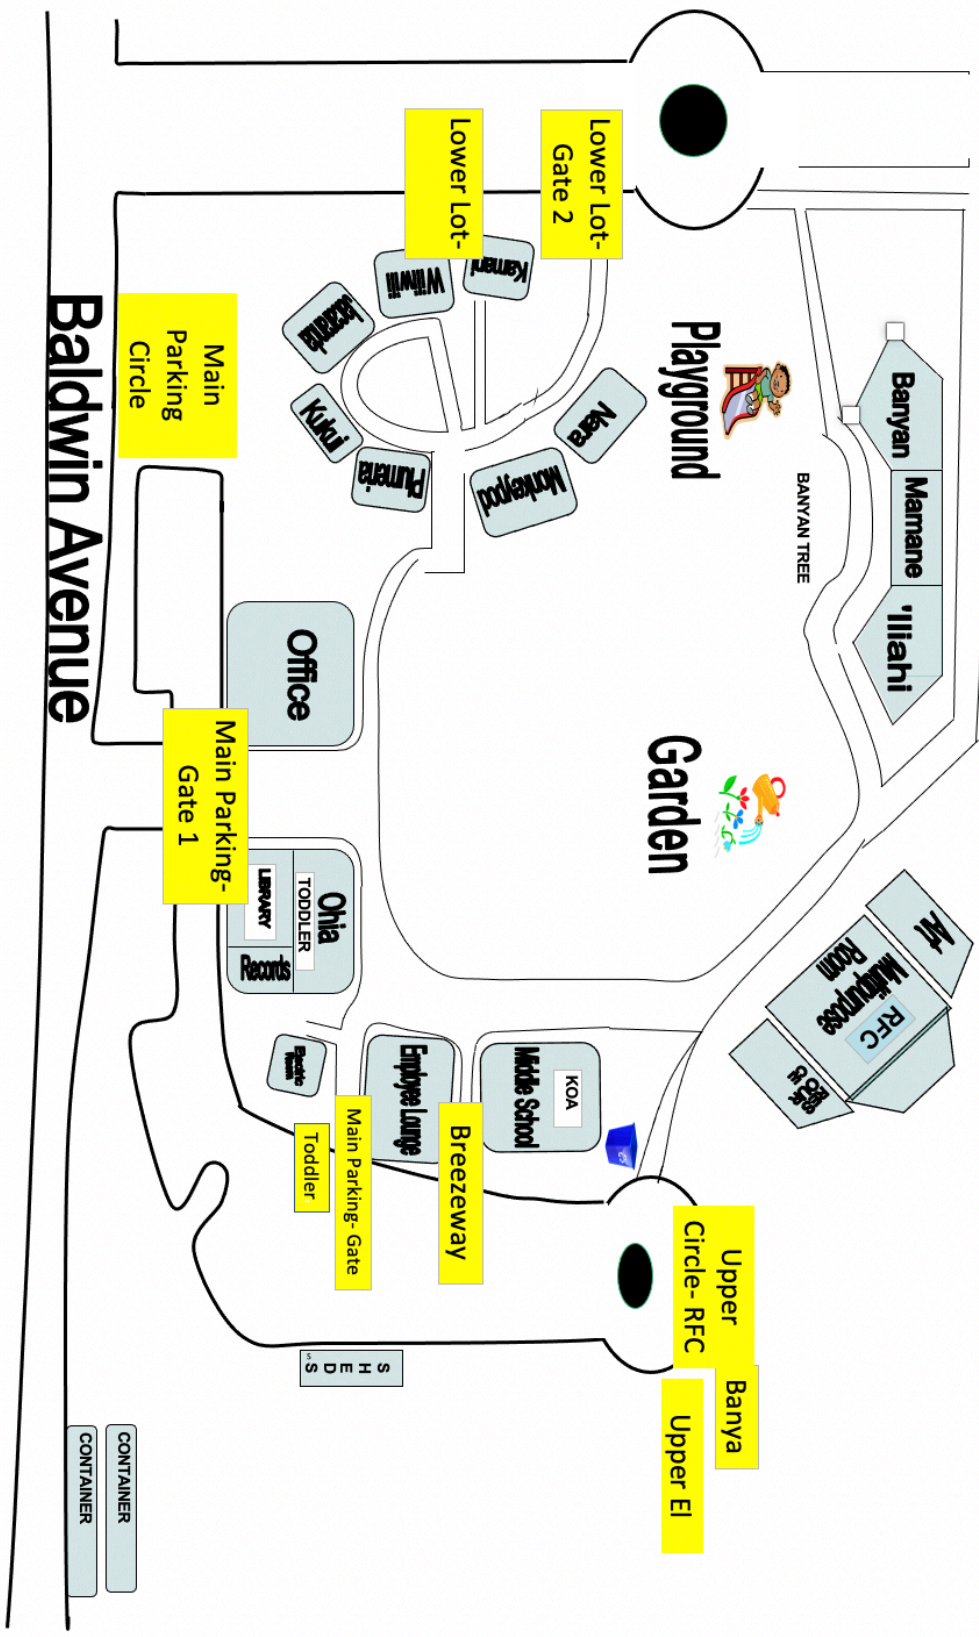 Lower Lot-
Lower Lot-
Gate 2
Kamani
Wiliwili
Jacaranda
Kukui
Plumeria
Monkeypod
Nara
Playground
BANYAN TREE
Banyan
Mamane
'Iliahi
Main
Parking
Circle
Baldwin Avenue
Office
Garden
Main Parking-
Gate 1
Ohia
TODDLER
LIBRARY
Records
Art
Multipurpose
Room
RFC
Electric
Room
Employee Lounge
Middle School
KOA
Main Parking- Gate
Toddler
Breezeway
Upper
Circle- RFC
Banya
Upper El
SHEDS
CONTAINER
CONTAINER